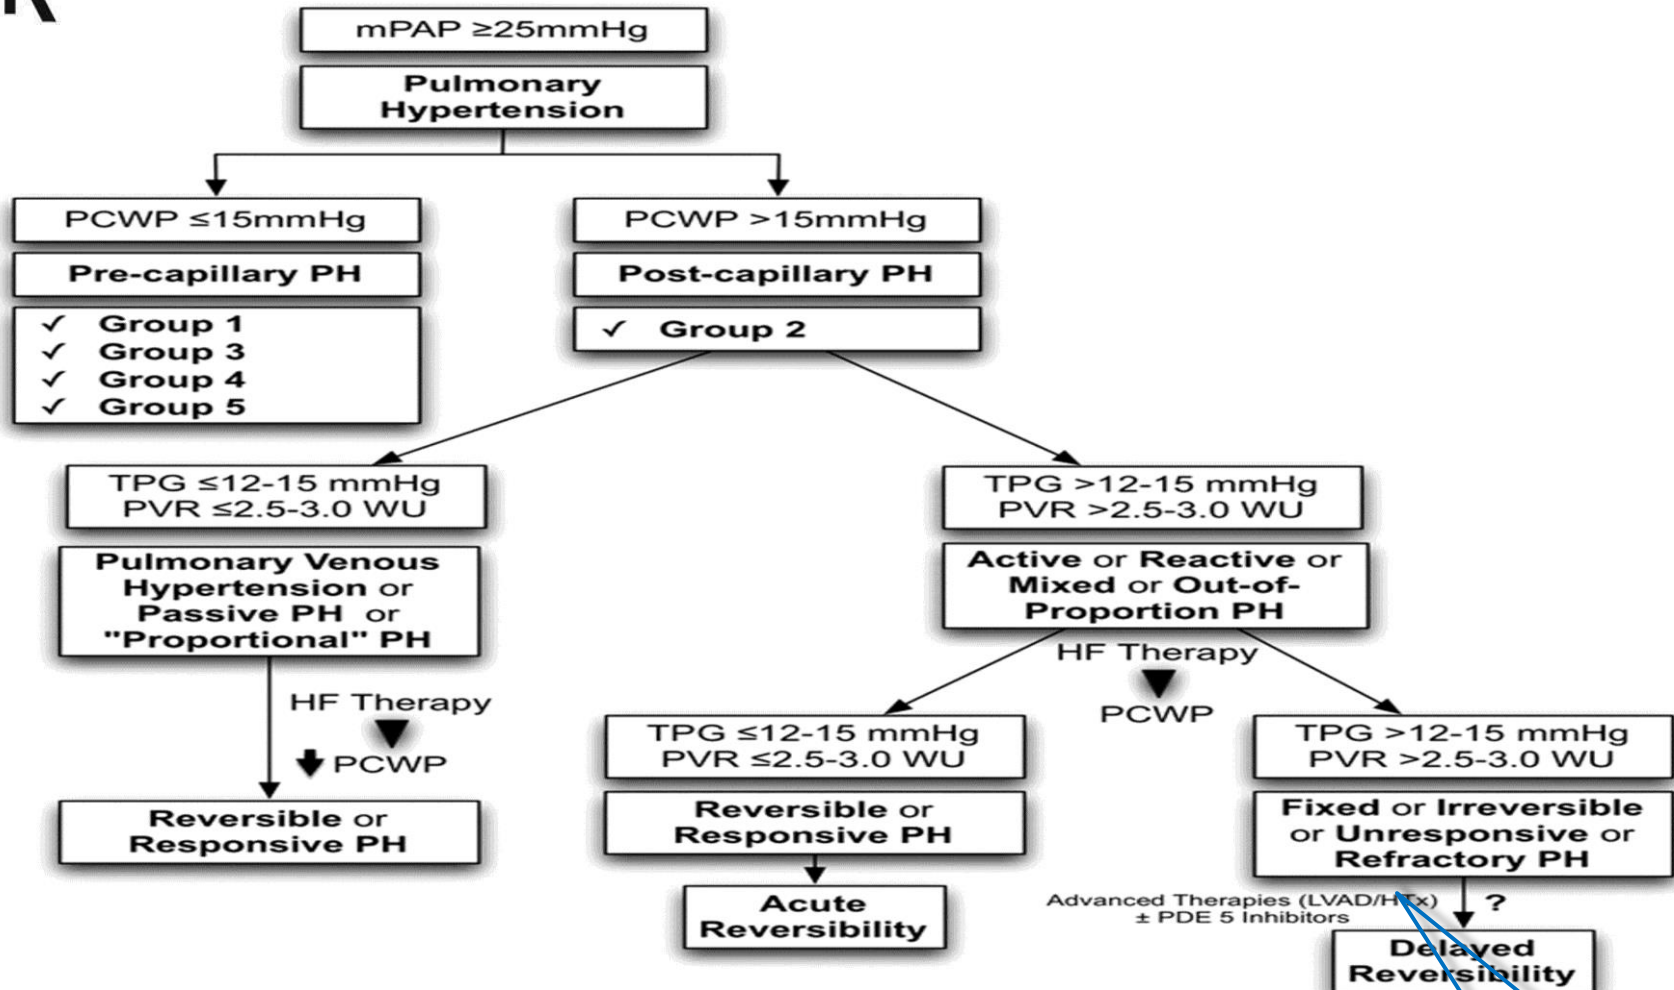 mPAP ≥25mmHg
Pulmonary
Hypertension
PCWP ≤15mmHg
Pre-capillary PH
✓ Group 1
✓ Group 3
✓ Group 4
✓ Group 5
PCWP >15mmHg
Post-capillary PH
✓ Group 2
TPG ≤12-15 mmHg
PVR ≤2.5-3.0 WU
Pulmonary Venous
Hypertension or
Passive PH or
"Proportional" PH
HF Therapy
PCWP
Reversible or
Responsive PH
TPG >12-15 mmHg
PVR >2.5-3.0 WU
Active or Reactive or
Mixed or Out-of-
Proportion PH
HF Therapy
PCWP
TPG ≤12-15 mmHg
PVR ≤2.5-3.0 WU
Reversible or
Responsive PH
Acute
Reversibility
TPG >12-15 mmHg
PVR >2.5-3.0 WU
Fixed or Irreversible
or Unresponsive or
Refractory PH
Advanced Therapies (LVAD/HTx)
± PDE 5 Inhibitors
?
Delayed
Reversibility